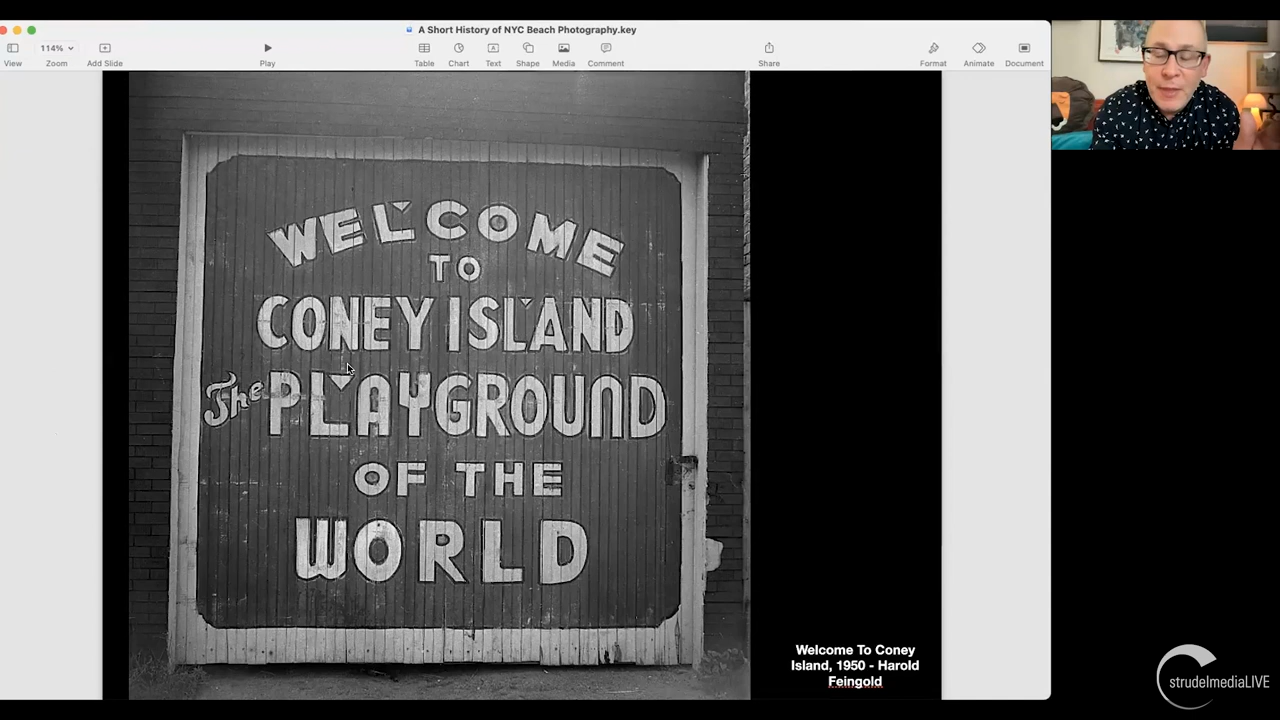 A Short History of NYC Beach Photography.key
114%
View
Zoom
Add Slide
Play
Table
Chart
Text
Shape
Media
Comment
Share
Format
Animate
Document
WELCOME
TO
CONEY ISLAND
The PLAYGROUND
OF THE
WORLD
Welcome To Coney
Island, 1950 - Harold
Feingold
strudelmediaLIVE